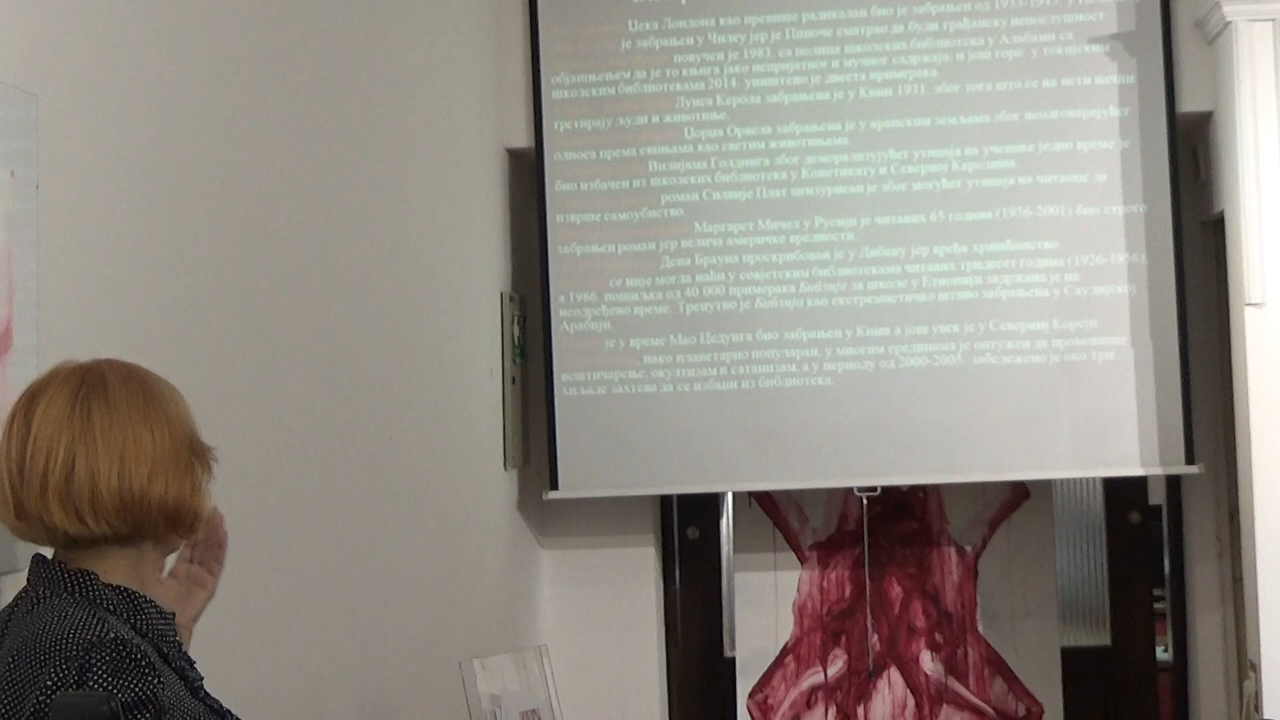 Џека Лондона као превише радикалан био је забрањен од 1933-1945. у
је забрањен у Чилеу јер је Пиноче сматрао да буди грађанску непослушност
повучен је 1983. са полица школских библиотека у Алабами са
објашњењем да је то књига јако непријатног и мучног садржаја; и још горе: у токијским
школским библиотекама 2014. уништено је двеста примерака.
Луиса Керола забрањена је у Кини 1931. због тога што се на исти начин
третирају људи и животиње.
Џорџа Орвела забрањена је у арапским земљама због неодговарајућег
односа према свињама као светим животињама
Вилијама Голдинга због деморализујућег утицаја на ученике једно време је
био избачен из школских библиотека у Конетикату и Северној Каролини.
роман Силвије Плат цензурисан је због могућег утицаја на читаоце да
изврше самоубиство.
Маргарет Мичел у Русији је читавих 65 година (1936-2001) био строго
забрањен роман јер велича америчке вредности.
Дена Брауна проскрибован је у Либану јер вређа хришћанство.
се није могла наћи у совјетским библиотекама читавих тридесет година (1926-1956),
а 1986. пошиљка од 40 000 примерака Библије за школе у Етиопији задржана је на
неодређено време. Тренутно је Библија као екстремистичко штиво забрањена у Саудијској
Арабији.
је у време Мао Цедунга био забрањен у Кини а још увек је у Северној Кореји.
, иако планетарно популаран, у многим срединама је оптужен да промовише
вештичарење, окултизам и сатанизам, а у периоду од 2000-2005. забележено је око три
хиљаде захтева да се избаци из библиотека.